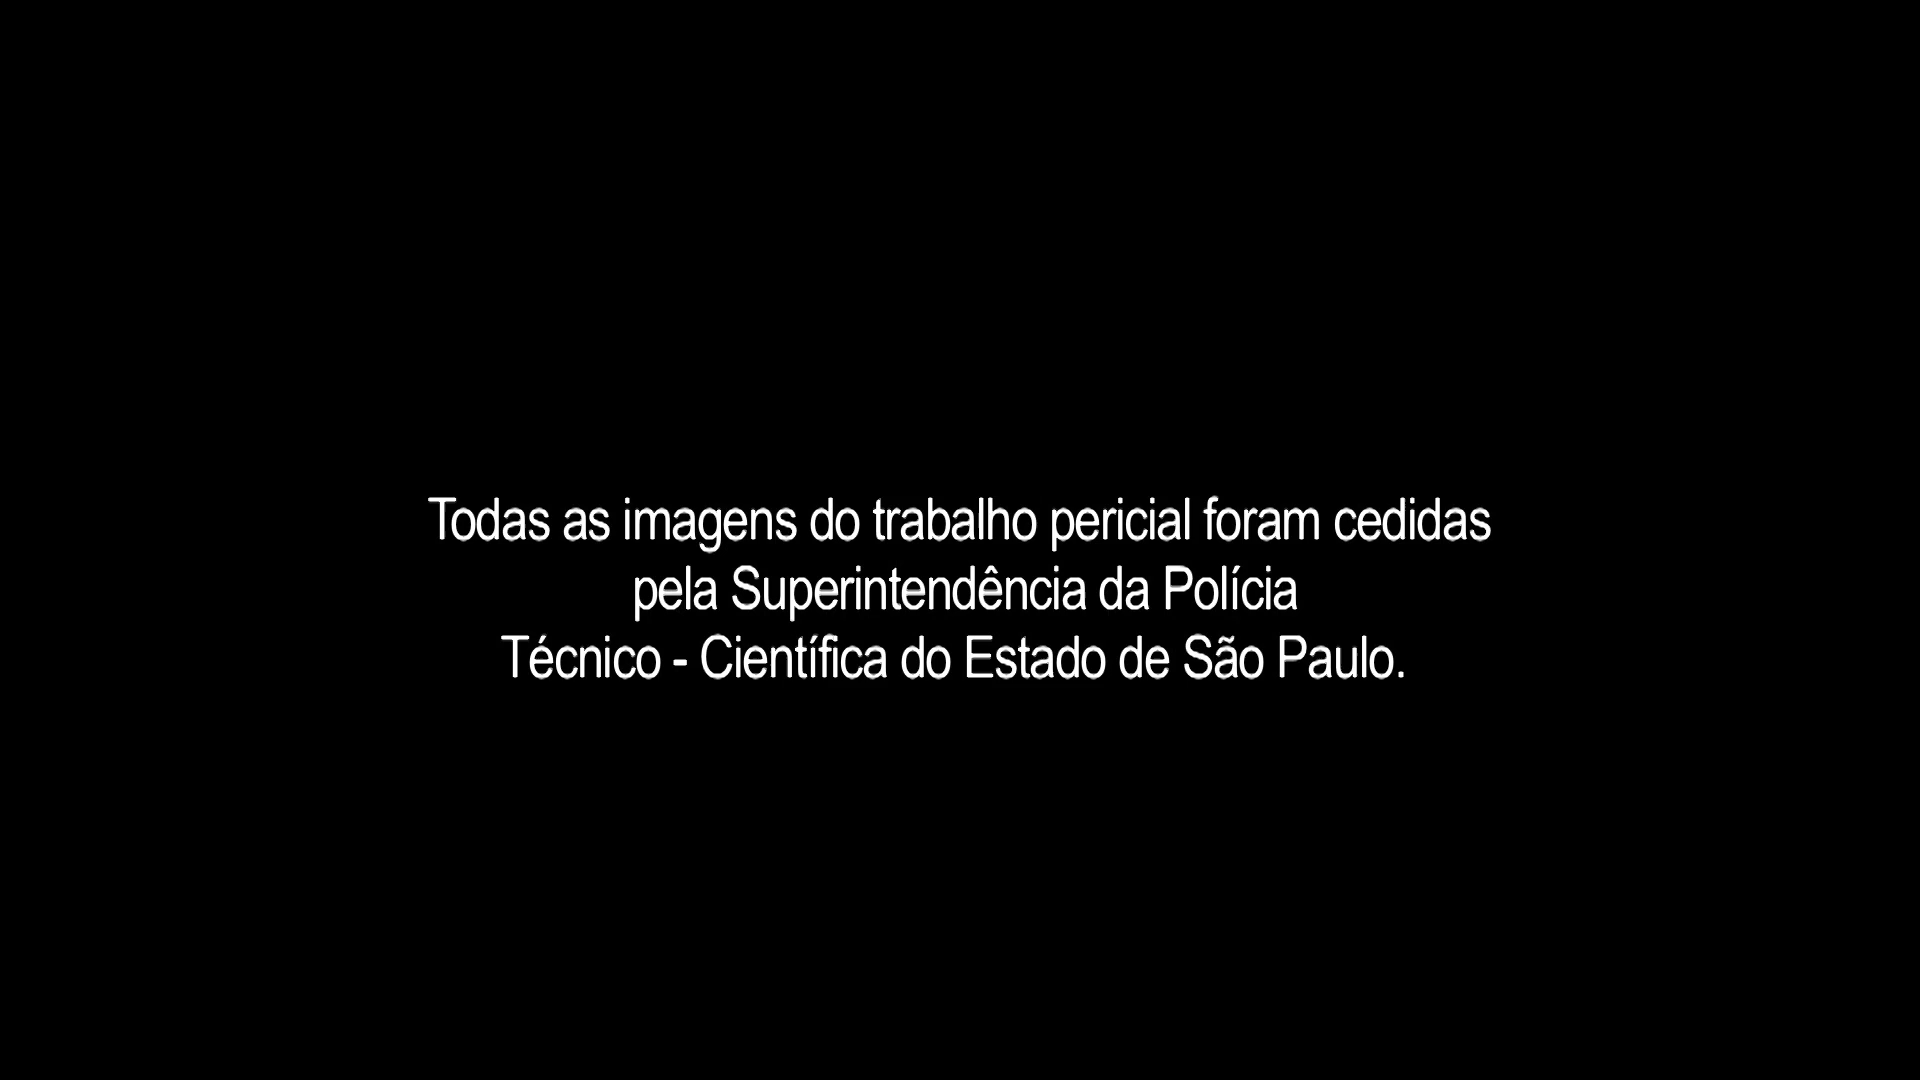 Todas as imagens do trabalho pericial foram cedidas
pela Superintendência da Polícia
Técnico - Científica do Estado de São Paulo.